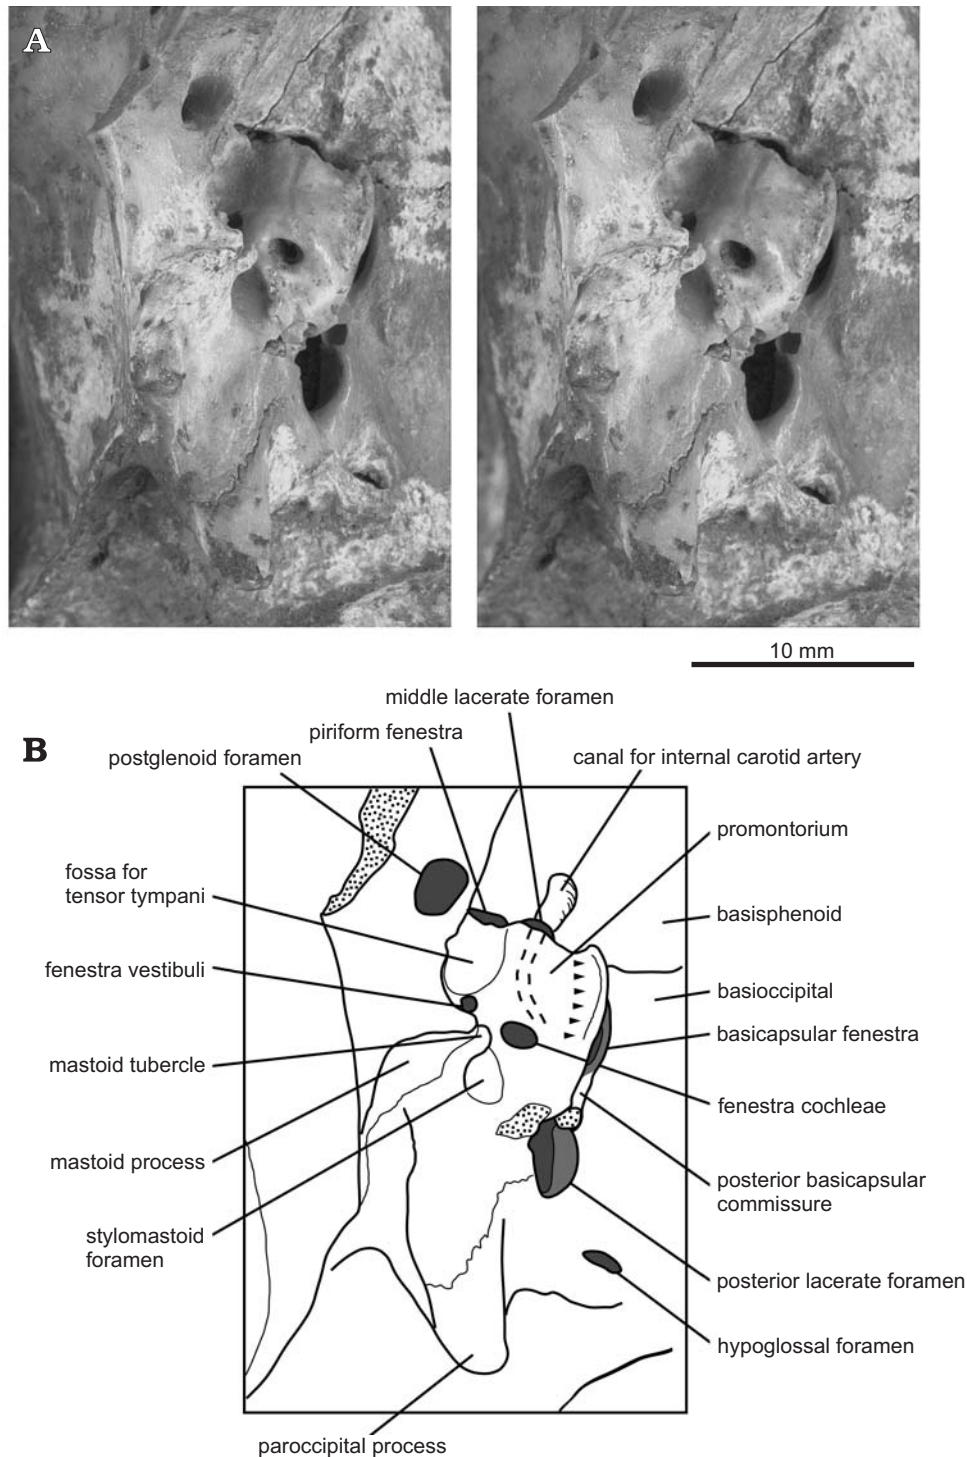 A
10 mm
B
middle lacerate foramen
piriform fenestra
postglenoid foramen
canal for internal carotid artery
promontorium
fossa for
tensor tympani
basisphenoid
fenestra vestibuli
basioccipital
basicapsular fenestra
mastoid tubercle
fenestra cochleae
mastoid process
posterior basicapsular
commissure
stylomastoid
foramen
posterior lacerate foramen
hypoglossal foramen
paroccipital process